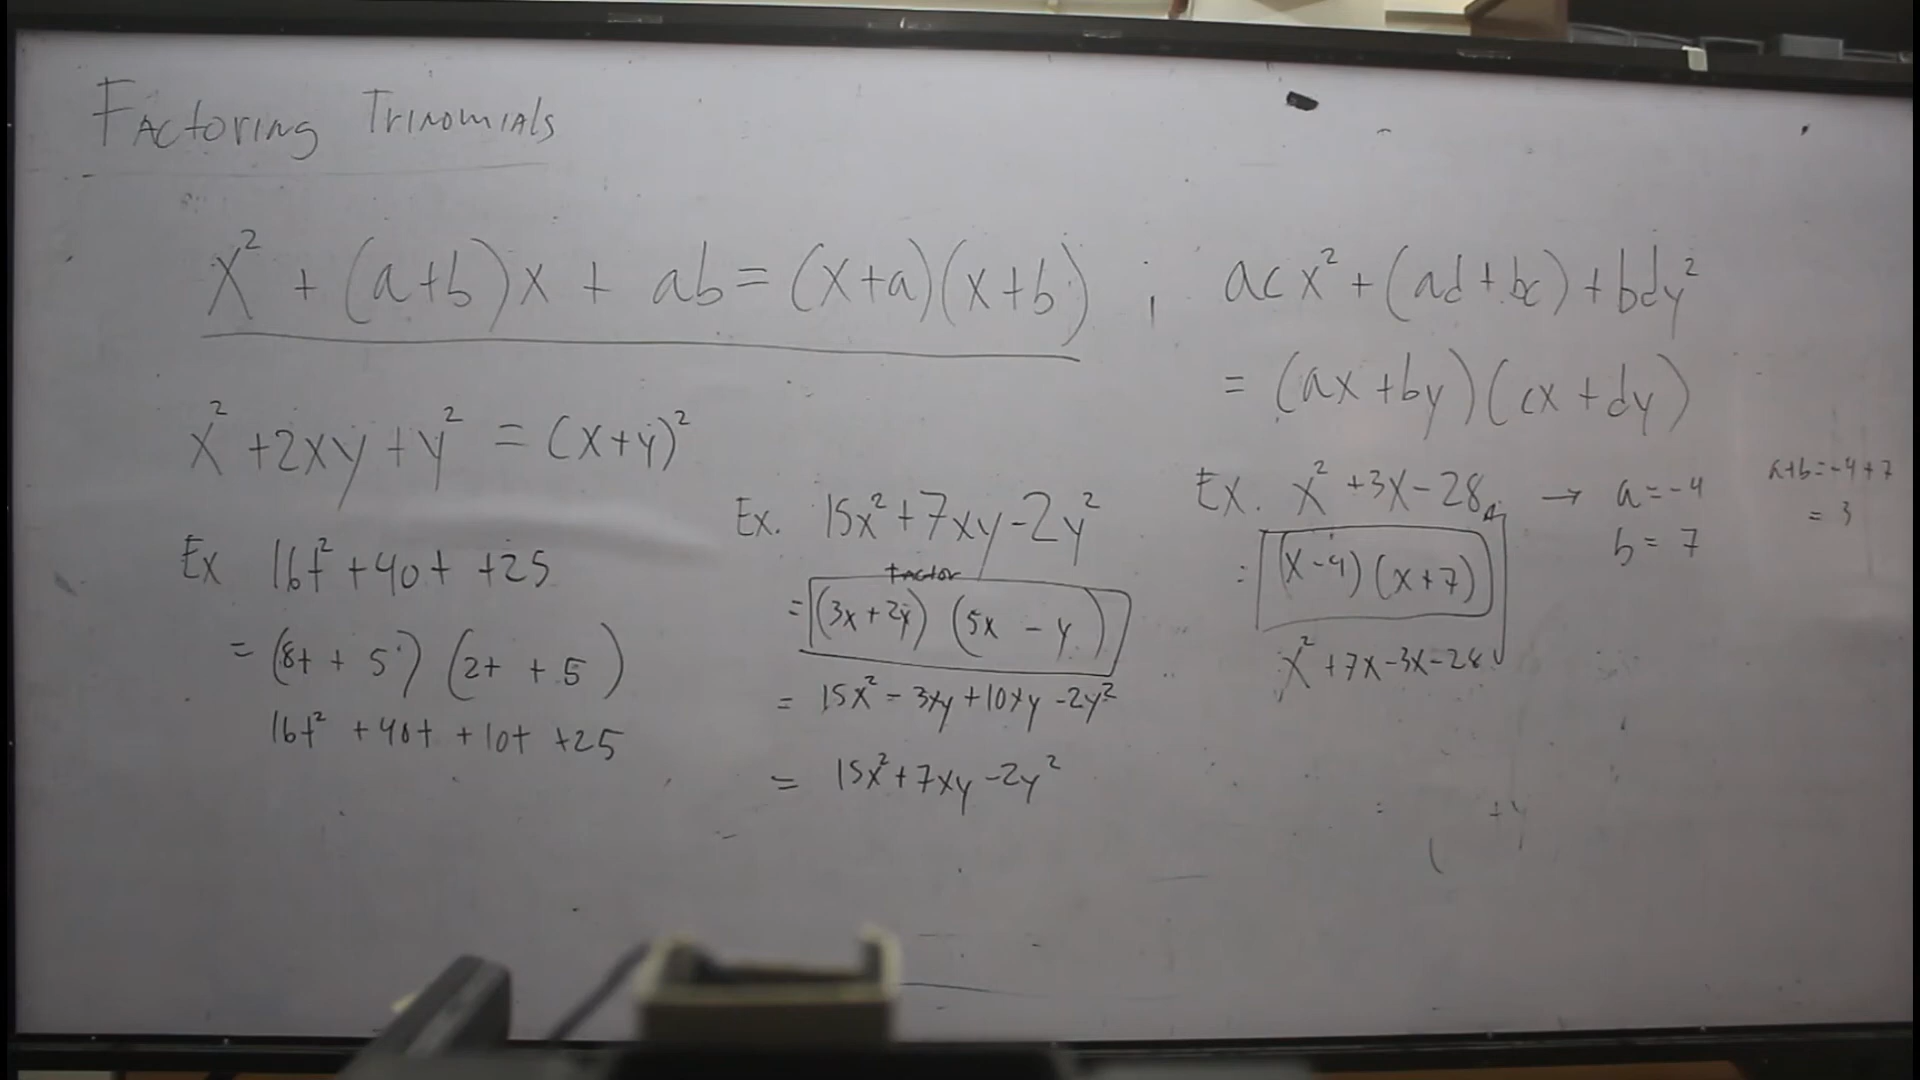 Factoring Trinomials
x² + (a+b)x + ab = (x+a)(x+b) ; acx² + (ad+bc) + bdy²
= (ax+by)(cx+dy)
x² + 2xy + y² = (x+y)²
Ex 16t² + 40t + 25
= (8t + 5)(2t + 5)
16t² + 40t + 10t + 25
Ex. 15x² + 7xy - 2y²
factor
= (3x + 2y)(5x - y)
= 15x² - 3xy + 10xy - 2y²
= 15x² + 7xy - 2y²
Ex. x² + 3x - 28 → a = -4
b = 7
a+b = -4+7
= 3
= (x-4)(x+7)
x² + 7x - 3x - 28